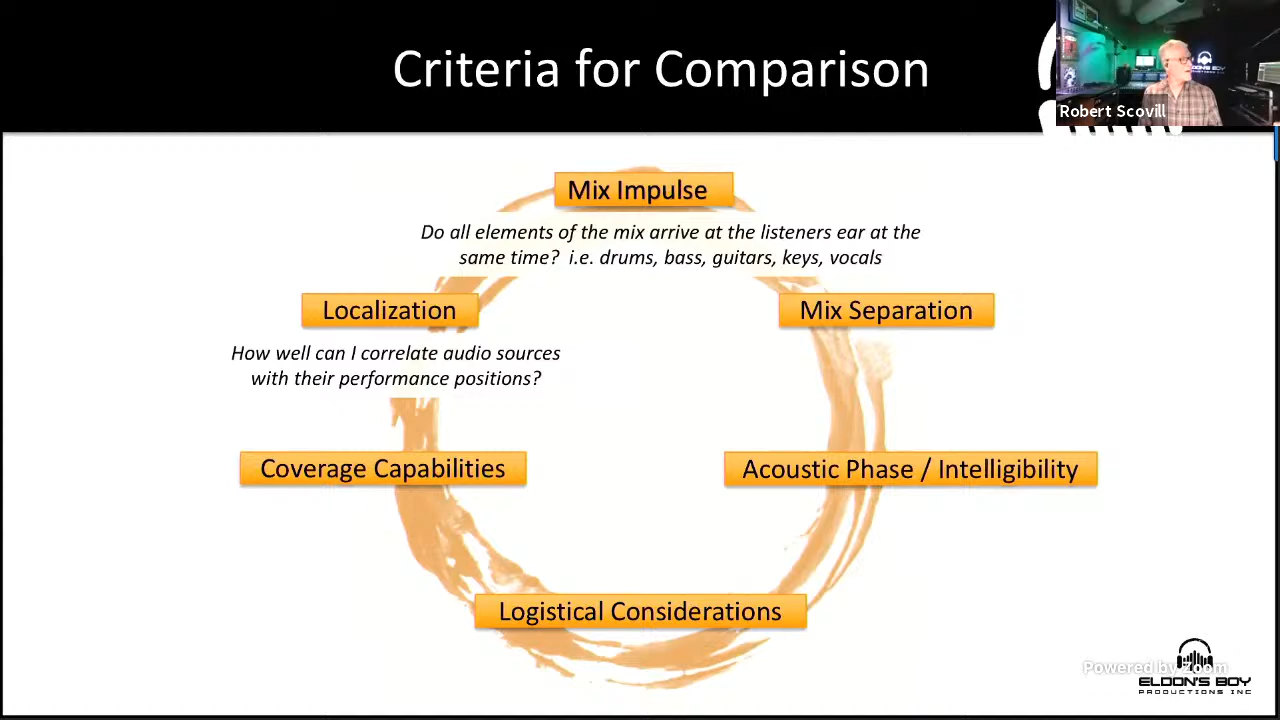 Criteria for Comparison
Robert Scovill
Mix Impulse
Do all elements of the mix arrive at the listeners ear at the
same time? i.e. drums, bass, guitars, keys, vocals
Localization
Mix Separation
How well can I correlate audio sources
with their performance positions?
Coverage Capabilities
Acoustic Phase / Intelligibility
Logistical Considerations
Powered by Zoom
ELDON'S BOY
PRODUCTIONS INC